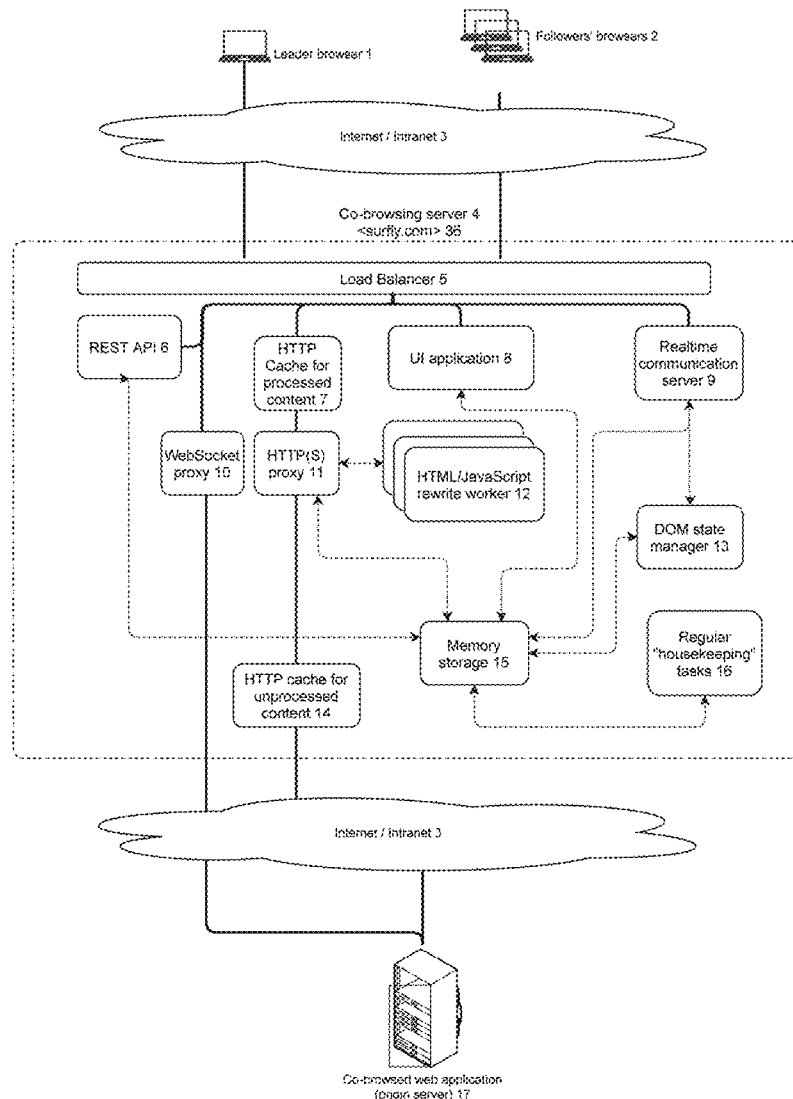 Leader browser 1
Followers' browsers 2
Internet / Intranet 3
Co-browsing server 4
<surfly.com> 36
Load Balancer 5
REST API 6
HTTP
Cache for
processed
content 7
UI application 8
Realtime
communication
server 9
WebSocket
proxy 10
HTTP(S)
proxy 11
HTML/JavaScript
rewrite worker 12
DOM state
manager 13
Memory
storage 15
Regular
"housekeeping"
tasks 16
HTTP cache for
unprocessed
content 14
Internet / Intranet 3
Co-browsed web application
(origin server) 17